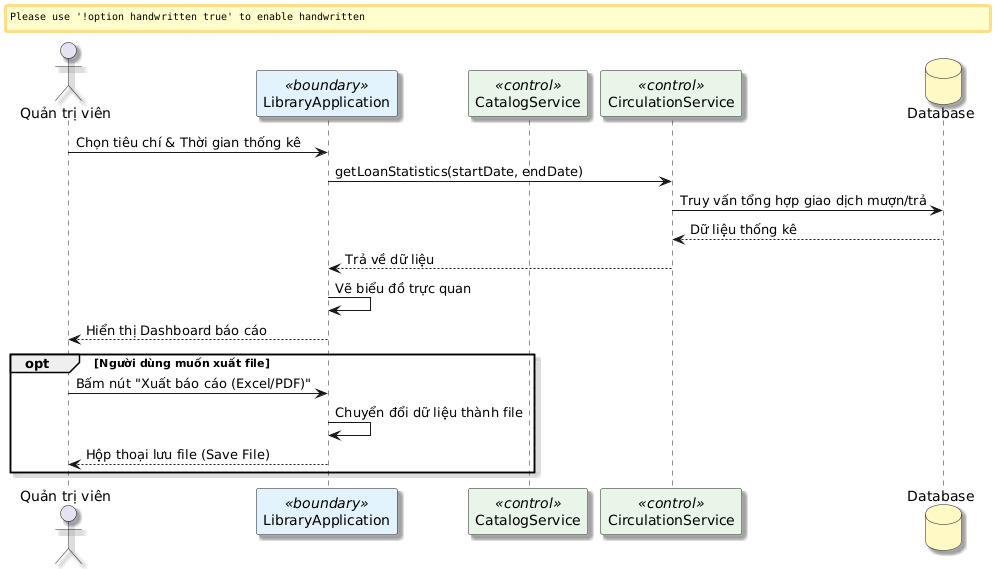 Please use '!option handwritten true' to enable handwritten
Quản trị viên
«boundary»
LibraryApplication
«control»
CatalogService
«control»
CirculationService
Database
Chọn tiêu chí & Thời gian thống kê
getLoanStatistics(startDate, endDate)
Truy vấn tổng hợp giao dịch mượn/trả
Dữ liệu thống kê
Trả về dữ liệu
Vẽ biểu đồ trực quan
Hiển thị Dashboard báo cáo
opt [Người dùng muốn xuất file]
Bấm nút "Xuất báo cáo (Excel/PDF)"
Chuyển đổi dữ liệu thành file
Hộp thoại lưu file (Save File)
Quản trị viên
«boundary»
LibraryApplication
«control»
CatalogService
«control»
CirculationService
Database